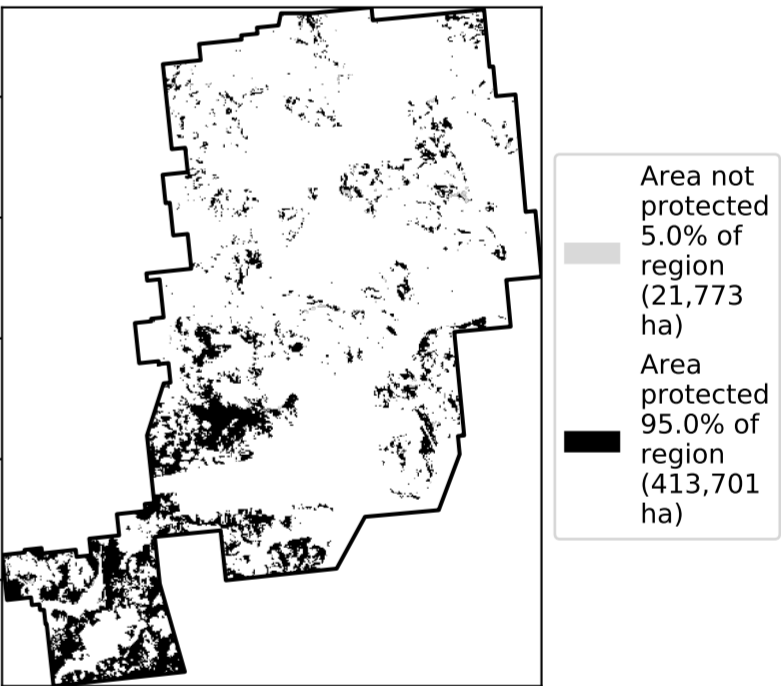 Area not
protected
5.0% of
region
(21,773
ha)
Area
protected
95.0% of
region
(413,701
ha)